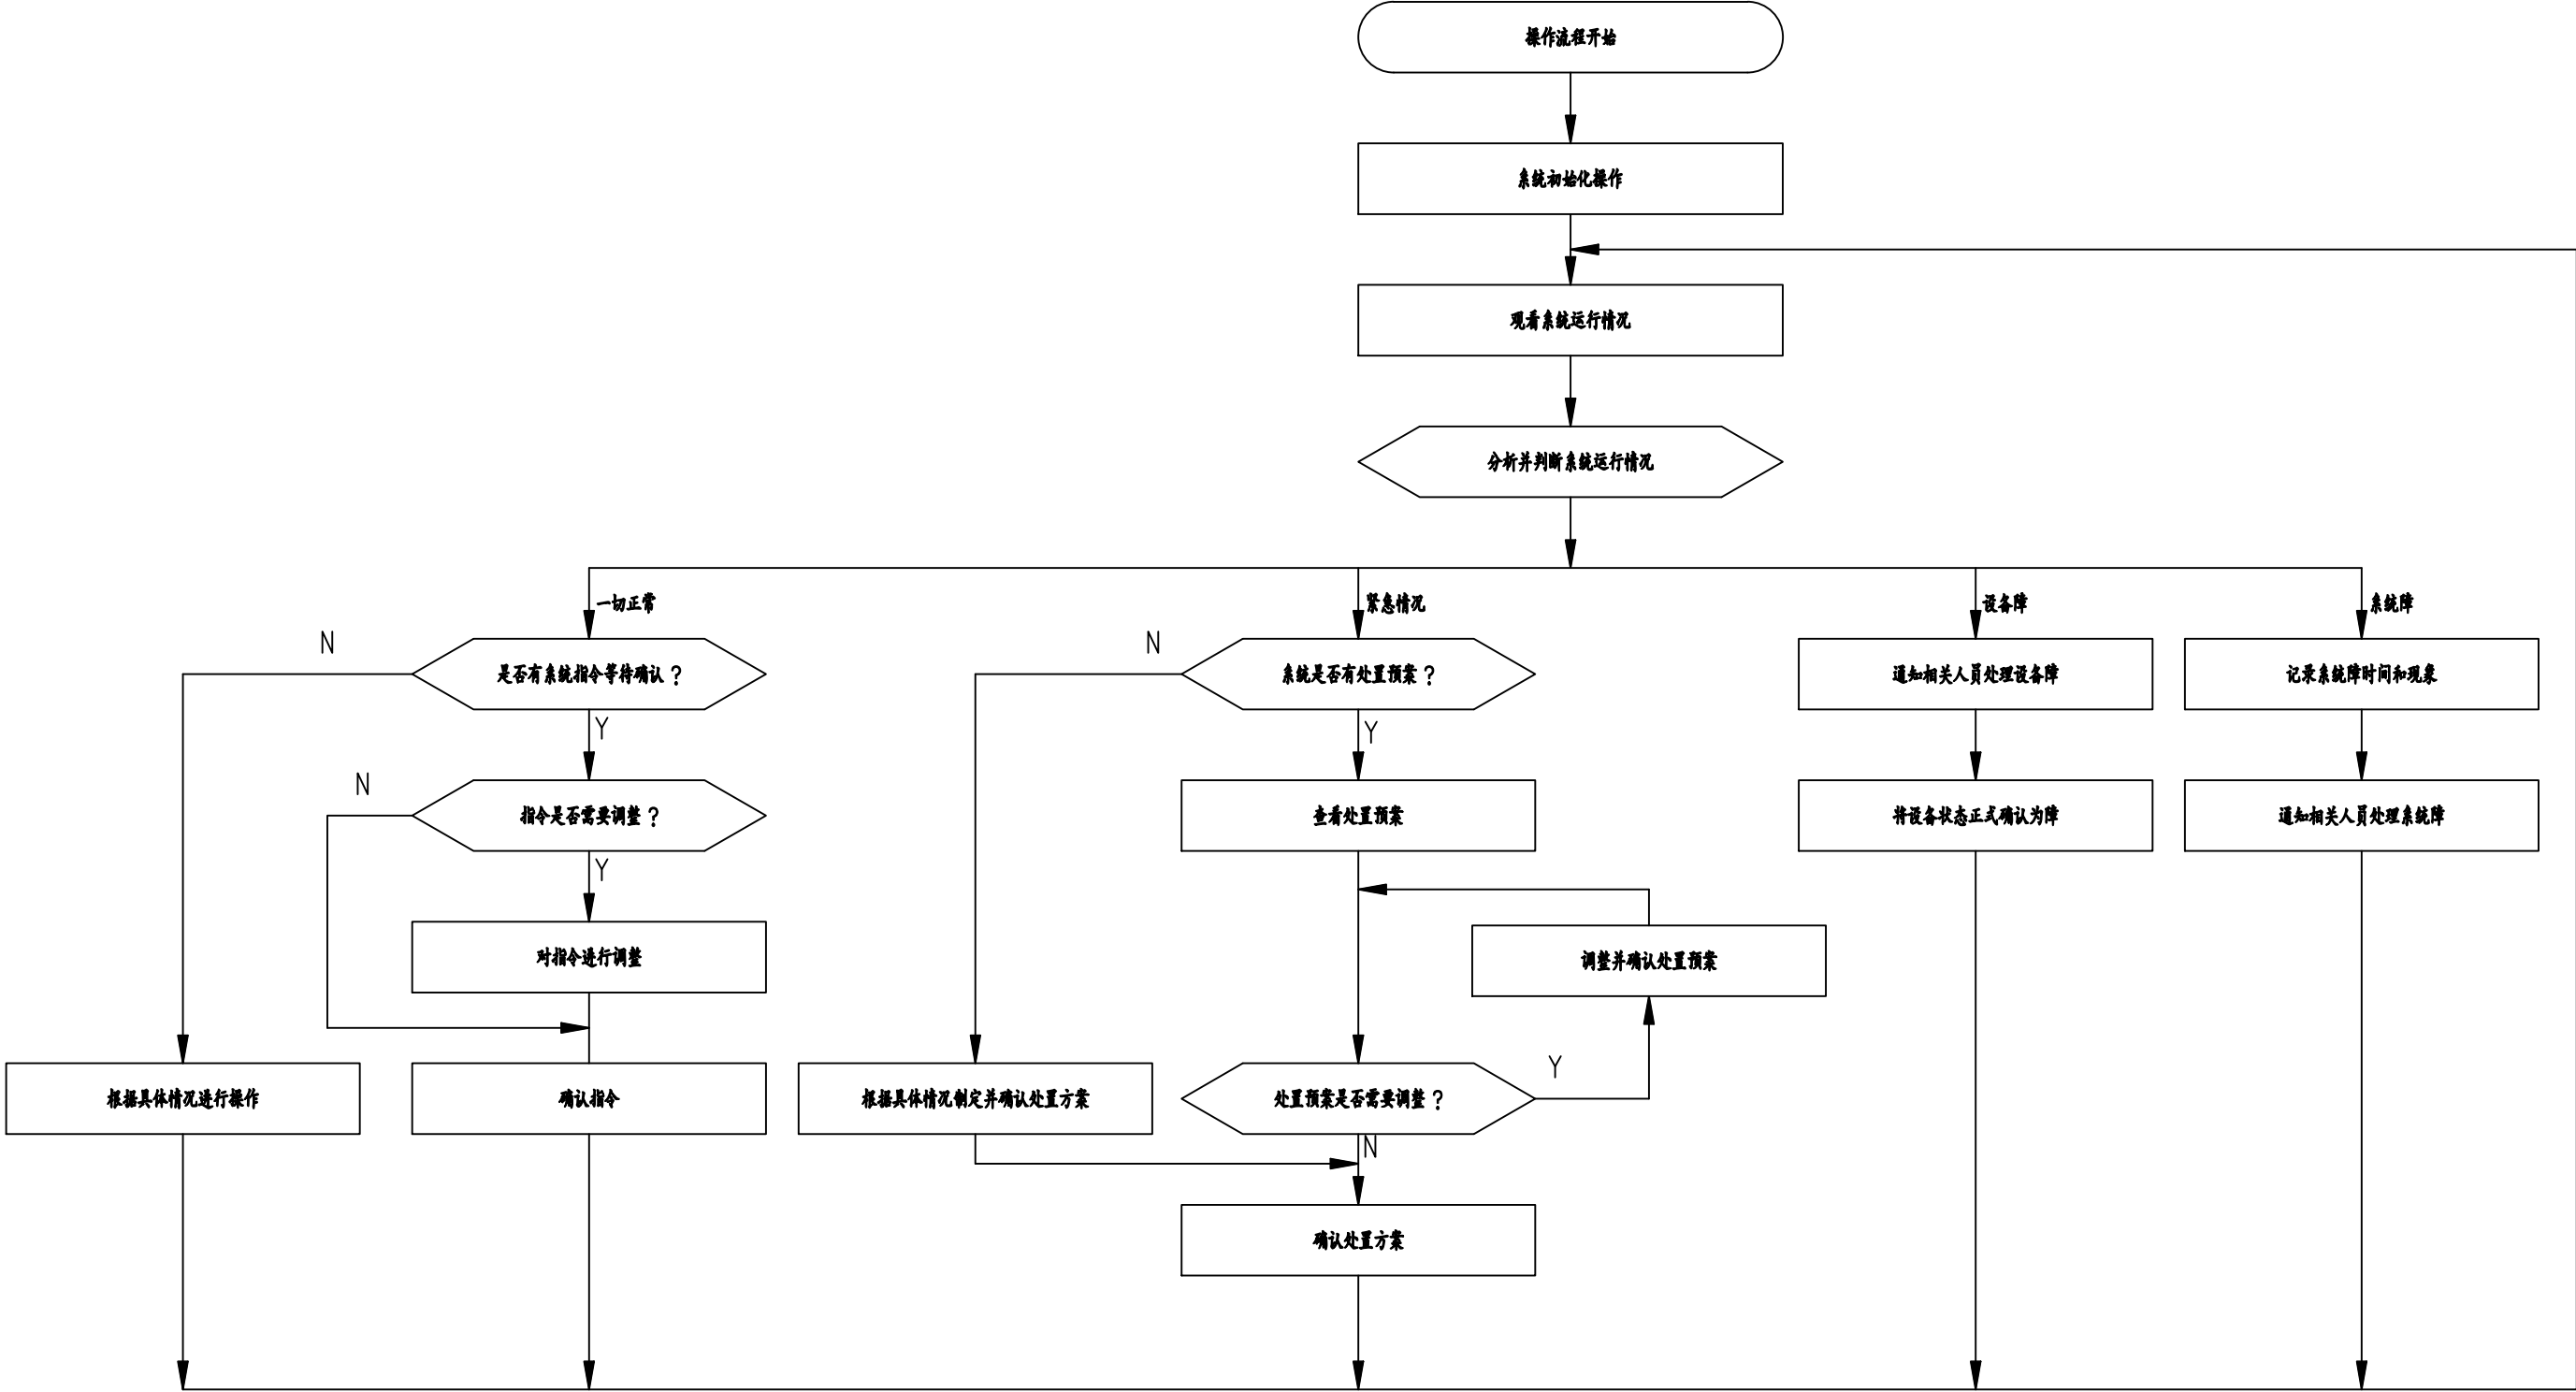 操作流程开始
系统初始化操作
观看系统运行情况
分析并判断系统运行情况
一切正常
紧急情况
设备障
系统障
N
N
是否有系统指令等待确认？
系统是否有处置预案？
通知相关人员处理设备障
记录系统障时间和现象
Y
Y
N
指令是否需要调整？
查看处置预案
将设备状态正式确认为障
通知相关人员处理系统障
Y
对指令进行调整
调整并确认处置预案
Y
根据具体情况进行操作
确认指令
根据具体情况制定并确认处置方案
处置预案是否需要调整？
N
确认处置方案